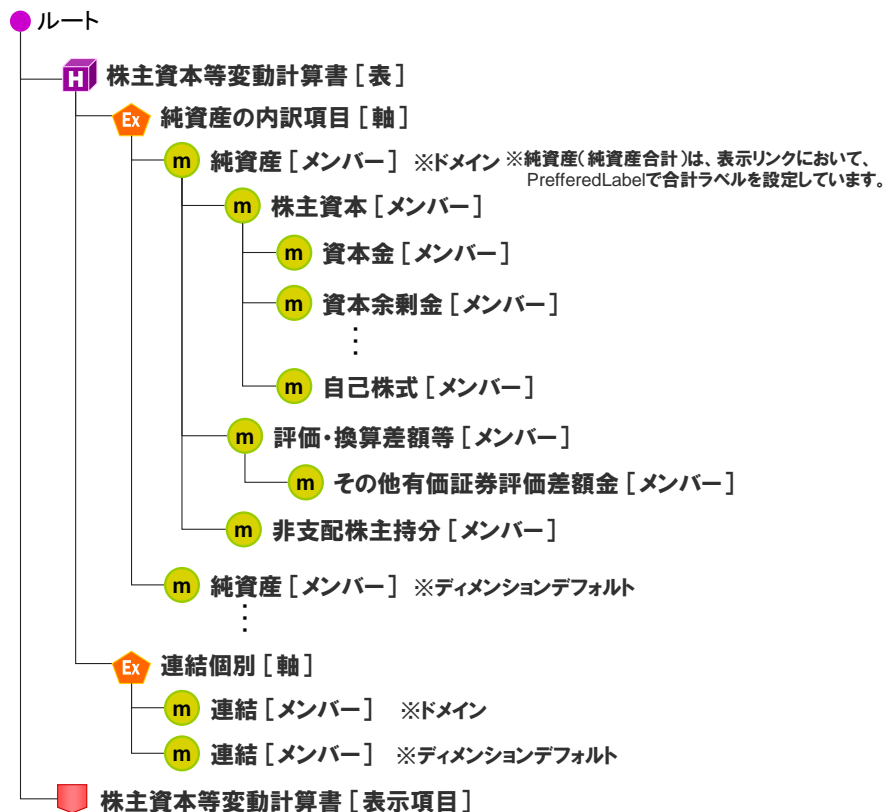 ルート
H 株主資本等変動計算書［表］
Ex 純資産の内訳項目［軸］
m 純資産［メンバー］ ※ドメイン ※純資産（純資産合計）は、表示リンクにおいて、
PrefferedLabelで合計ラベルを設定しています。
m 株主資本［メンバー］
m 資本金［メンバー］
m 資本余剰金［メンバー］
⋮
m 自己株式［メンバー］
m 評価・換算差額等［メンバー］
m その他有価証券評価差額金［メンバー］
m 非支配株主持分［メンバー］
m 純資産［メンバー］ ※ディメンションデフォルト
⋮
Ex 連結個別［軸］
m 連結［メンバー］ ※ドメイン
m 連結［メンバー］ ※ディメンションデフォルト
株主資本等変動計算書［表示項目］